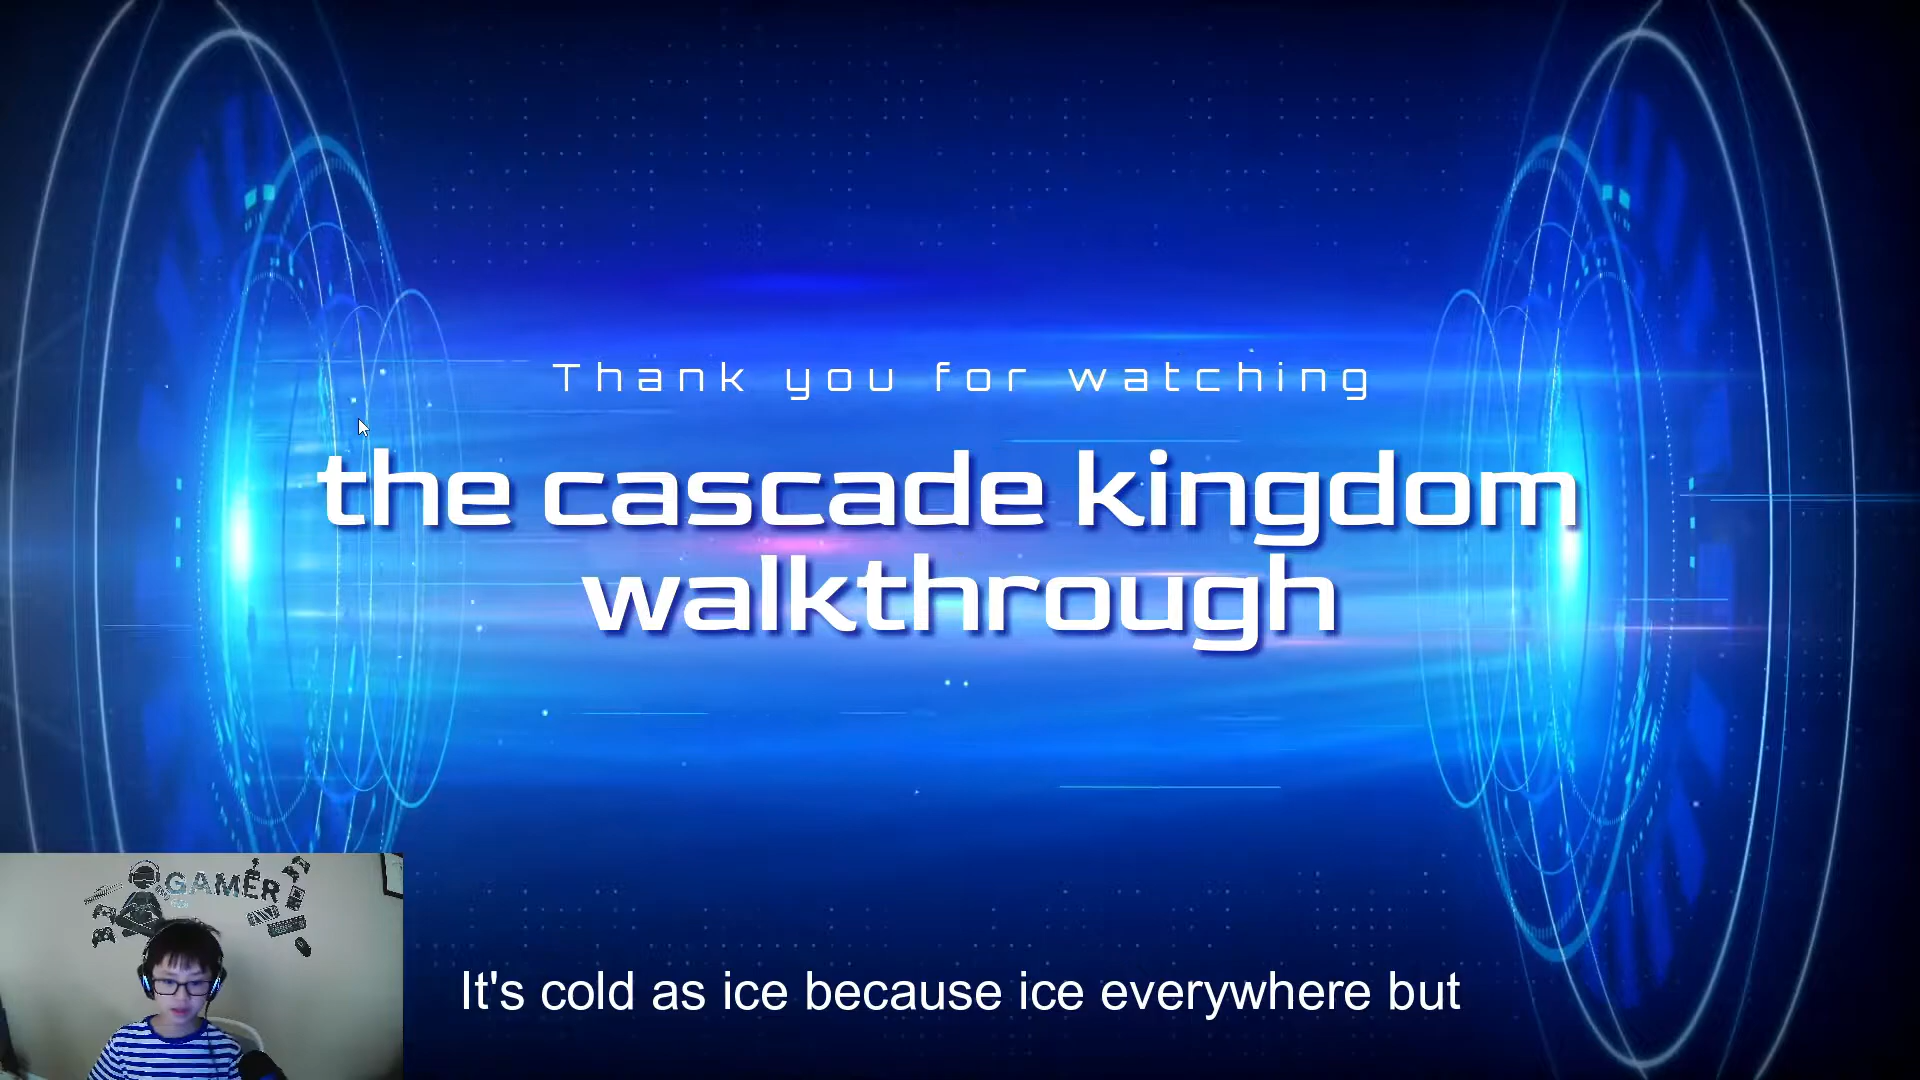 Thank you for watching
the cascade kingdom
walkthrough
GAMER
It's cold as ice because ice everywhere but